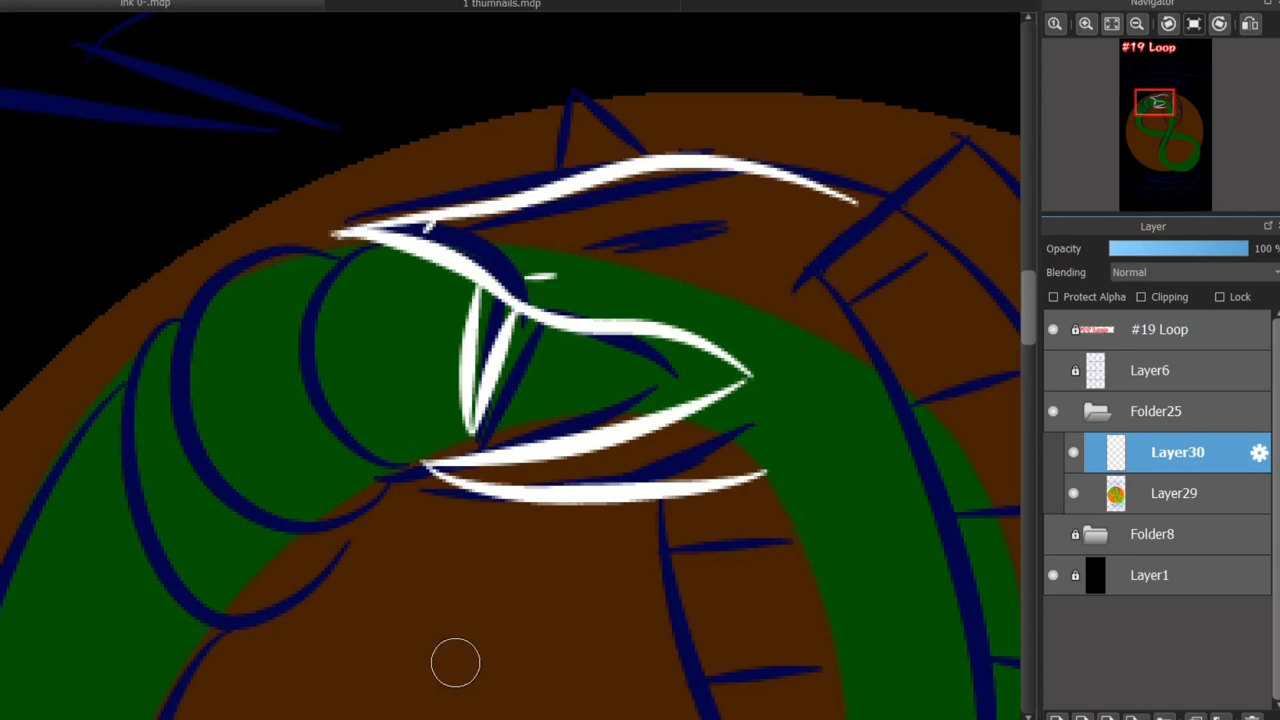 ink 0-.mdp
1 thumnails.mdp
Navigator
#19 Loop
Layer
Opacity 100 %
Blending Normal
Protect Alpha Clipping Lock
#19 Loop
Layer6
Folder25
Layer30
Layer29
Folder8
Layer1